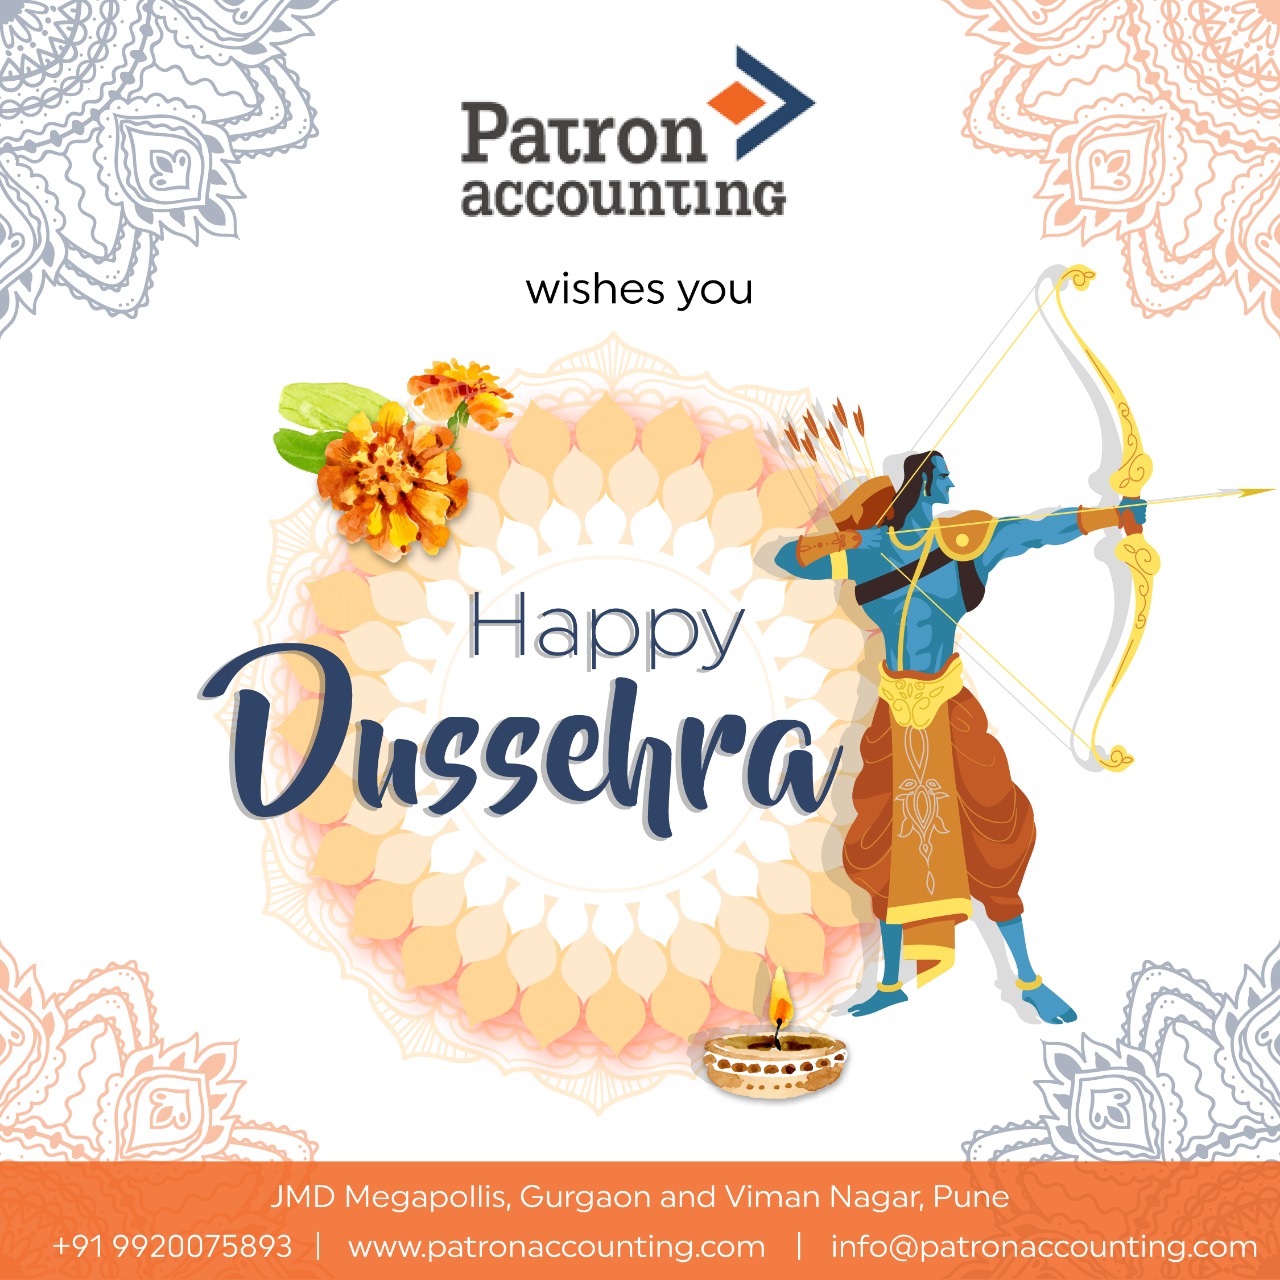 Patron
accounting
wishes you
Happy
Dussehra
JMD Megapollis, Gurgaon and Viman Nagar, Pune
+91 9920075893 | www.patronaccounting.com | info@patronaccounting.com